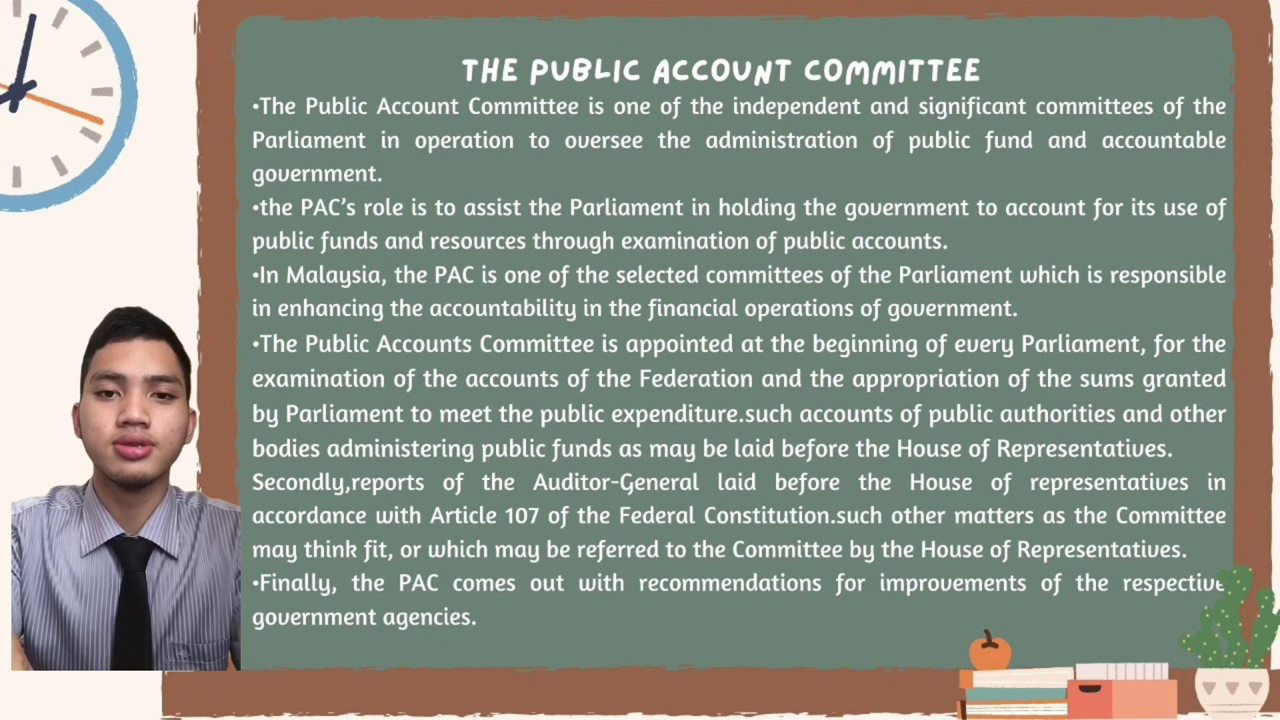 THE PUBLIC ACCOUNT COMMITTEE
•The Public Account Committee is one of the independent and significant committees of the
Parliament in operation to oversee the administration of public fund and accountable
government.
•the PAC’s role is to assist the Parliament in holding the government to account for its use of
public funds and resources through examination of public accounts.
•In Malaysia, the PAC is one of the selected committees of the Parliament which is responsible
in enhancing the accountability in the financial operations of government.
•The Public Accounts Committee is appointed at the beginning of every Parliament, for the
examination of the accounts of the Federation and the appropriation of the sums granted
by Parliament to meet the public expenditure.such accounts of public authorities and other
bodies administering public funds as may be laid before the House of Representatives.
Secondly,reports of the Auditor-General laid before the House of representatives in
accordance with Article 107 of the Federal Constitution.such other matters as the Committee
may think fit, or which may be referred to the Committee by the House of Representatives.
•Finally, the PAC comes out with recommendations for improvements of the respective
government agencies.